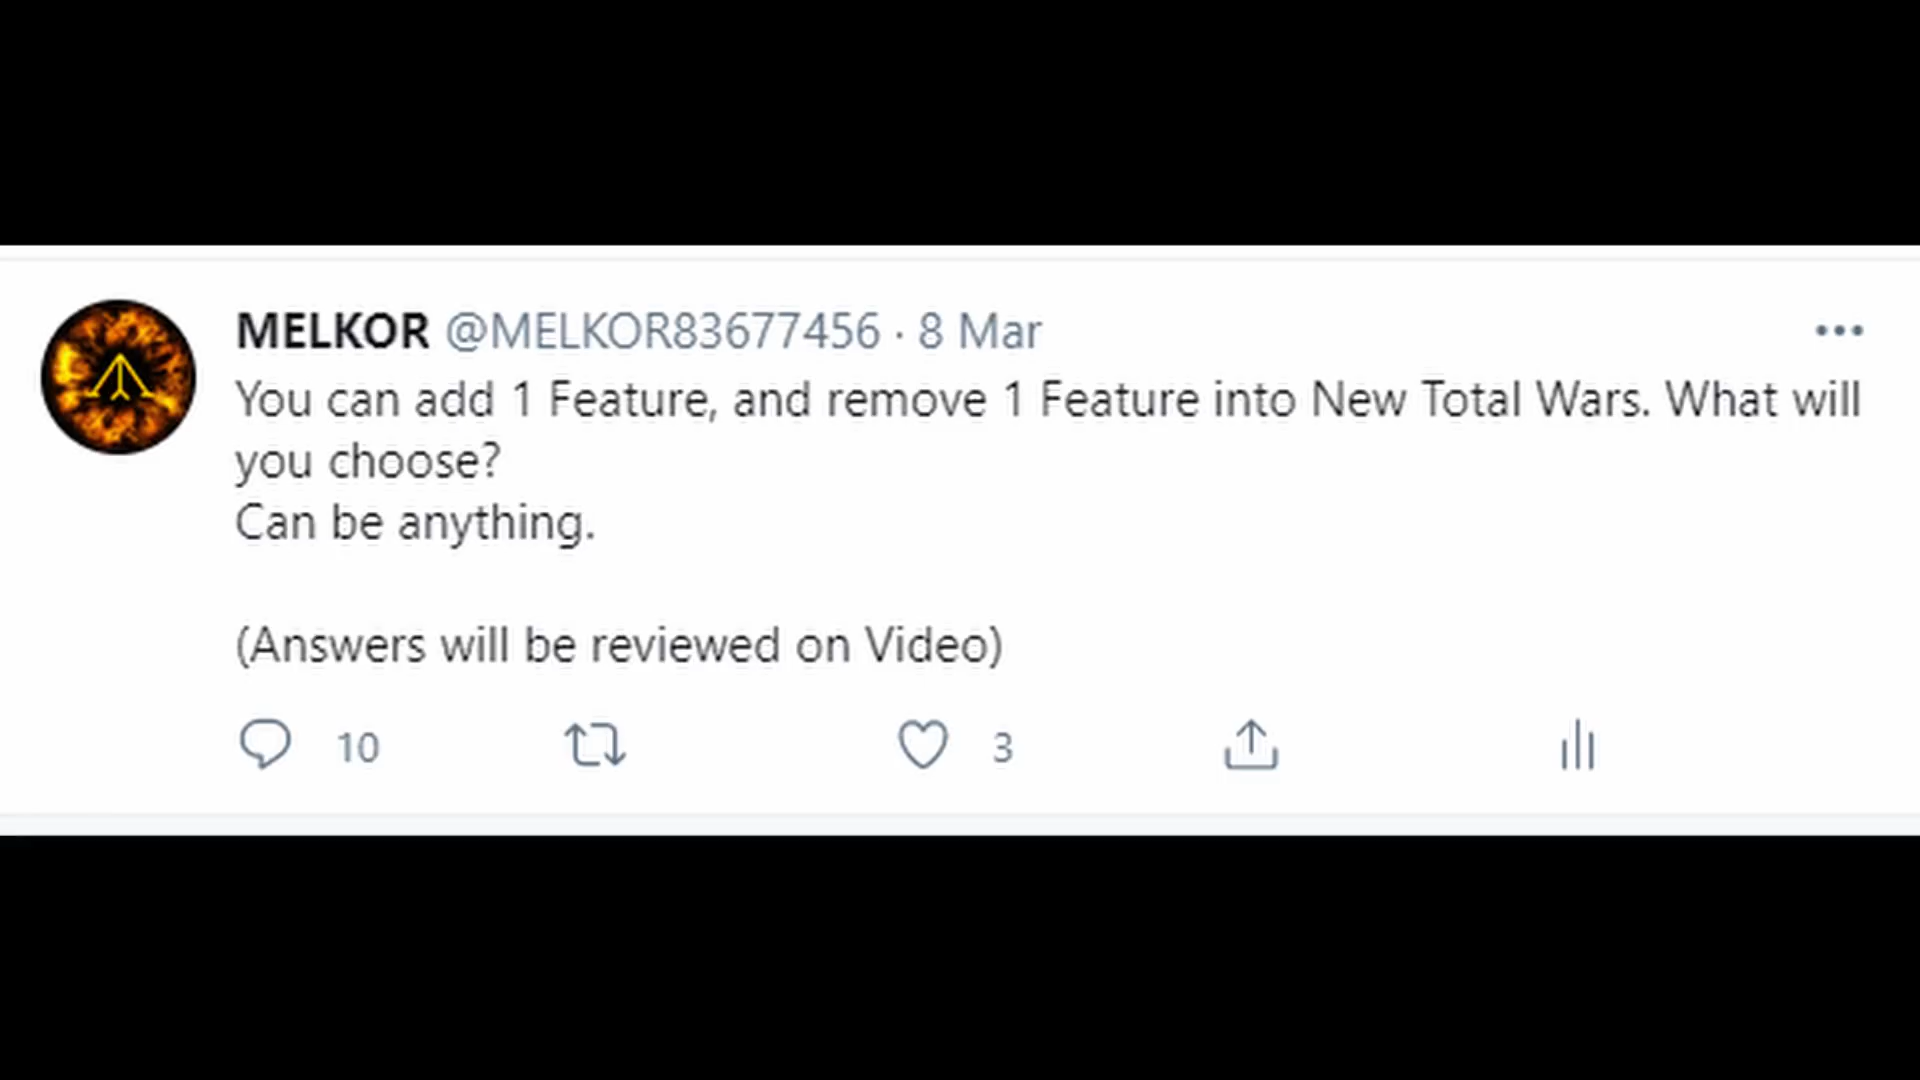 MELKOR @MELKOR83677456 · 8 Mar
You can add 1 Feature, and remove 1 Feature into New Total Wars. What will
you choose?
Can be anything.
(Answers will be reviewed on Video)
10 3